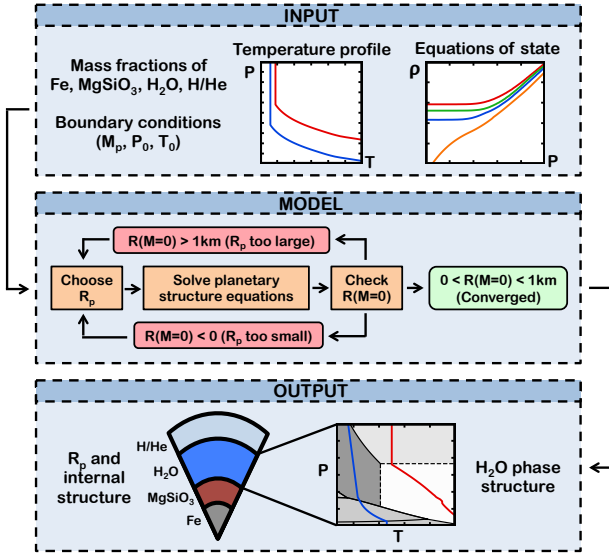 INPUT
Mass fractions of
Fe, MgSiO₃, H₂O, H/He
Boundary conditions
(Mₚ, P₀, T₀)
Temperature profile
P
T
Equations of state
ρ
P
MODEL
R(M=0) > 1km (Rₚ too large)
Choose
Rₚ
Solve planetary
structure equations
Check
R(M=0)
0 < R(M=0) < 1km
(Converged)
R(M=0) < 0 (Rₚ too small)
OUTPUT
Rₚ and
internal
structure
H/He
H₂O
MgSiO₃
Fe
P
T
H₂O phase
structure